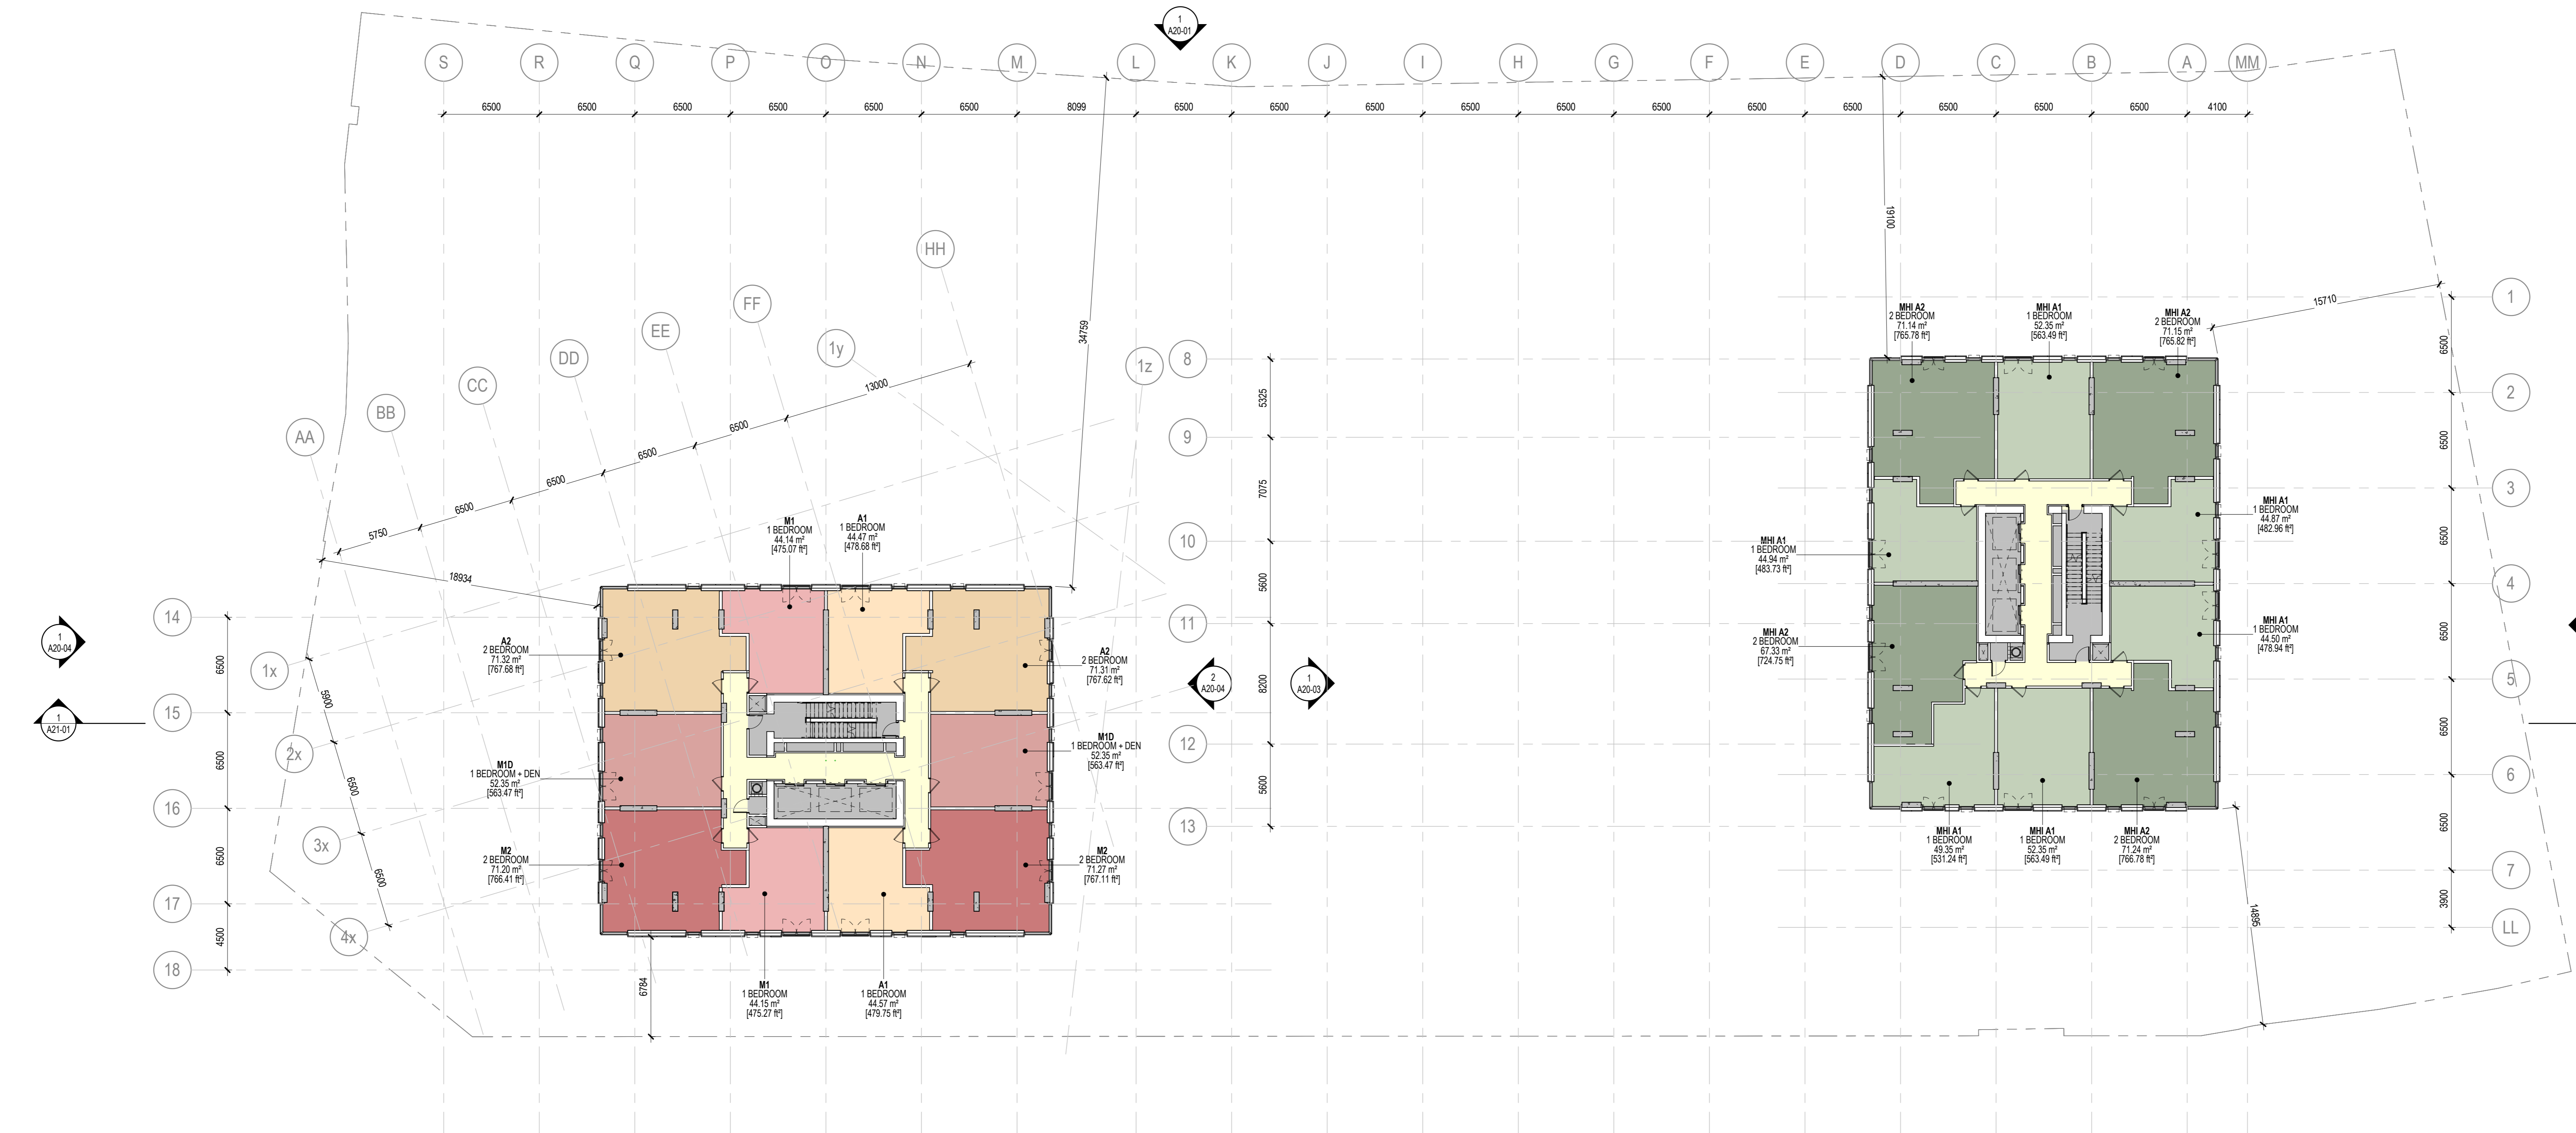 1
A20-01
S
R
Q
P
O
N
M
L
K
J
I
H
G
F
E
D
C
B
A
MM
6500
6500
6500
6500
6500
6500
8099
6500
6500
6500
6500
6500
6500
6500
6500
6500
6500
6500
4100
34759
19100
15710
HH
FF
EE
DD
CC
BB
AA
1y
1z
13000
6500
6500
6500
6500
5750
18934
8
9
10
11
12
13
5325
7075
5600
8200
5600
1
2
3
4
5
6
7
LL
6500
6500
6500
6500
6500
6500
3900
14
15
16
17
18
6500
6500
6500
4500
1x
2x
3x
4x
5900
6500
6500
1
A20-04
1
A21-01
2
A20-04
1
A20-03
M1
1 BEDROOM
44.14 m²
[475.07 ft²]
A1
1 BEDROOM
44.47 m²
[478.68 ft²]
A2
2 BEDROOM
71.32 m²
[767.68 ft²]
A2
2 BEDROOM
71.31 m²
[767.62 ft²]
M1D
1 BEDROOM + DEN
52.35 m²
[563.47 ft²]
M1D
1 BEDROOM + DEN
52.35 m²
[563.47 ft²]
M2
2 BEDROOM
71.20 m²
[766.41 ft²]
M2
2 BEDROOM
71.27 m²
[767.11 ft²]
M1
1 BEDROOM
44.15 m²
[475.27 ft²]
A1
1 BEDROOM
44.57 m²
[479.75 ft²]
6784
MHI A2
2 BEDROOM
71.14 m²
[765.78 ft²]
MHI A1
1 BEDROOM
52.35 m²
[563.49 ft²]
MHI A2
2 BEDROOM
71.15 m²
[765.82 ft²]
MHI A1
1 BEDROOM
44.87 m²
[482.96 ft²]
MHI A1
1 BEDROOM
44.94 m²
[483.73 ft²]
MHI A1
1 BEDROOM
44.50 m²
[478.94 ft²]
MHI A2
2 BEDROOM
67.33 m²
[724.75 ft²]
MHI A1
1 BEDROOM
49.35 m²
[531.24 ft²]
MHI A1
1 BEDROOM
52.35 m²
[563.49 ft²]
MHI A2
2 BEDROOM
71.24 m²
[766.78 ft²]
14895